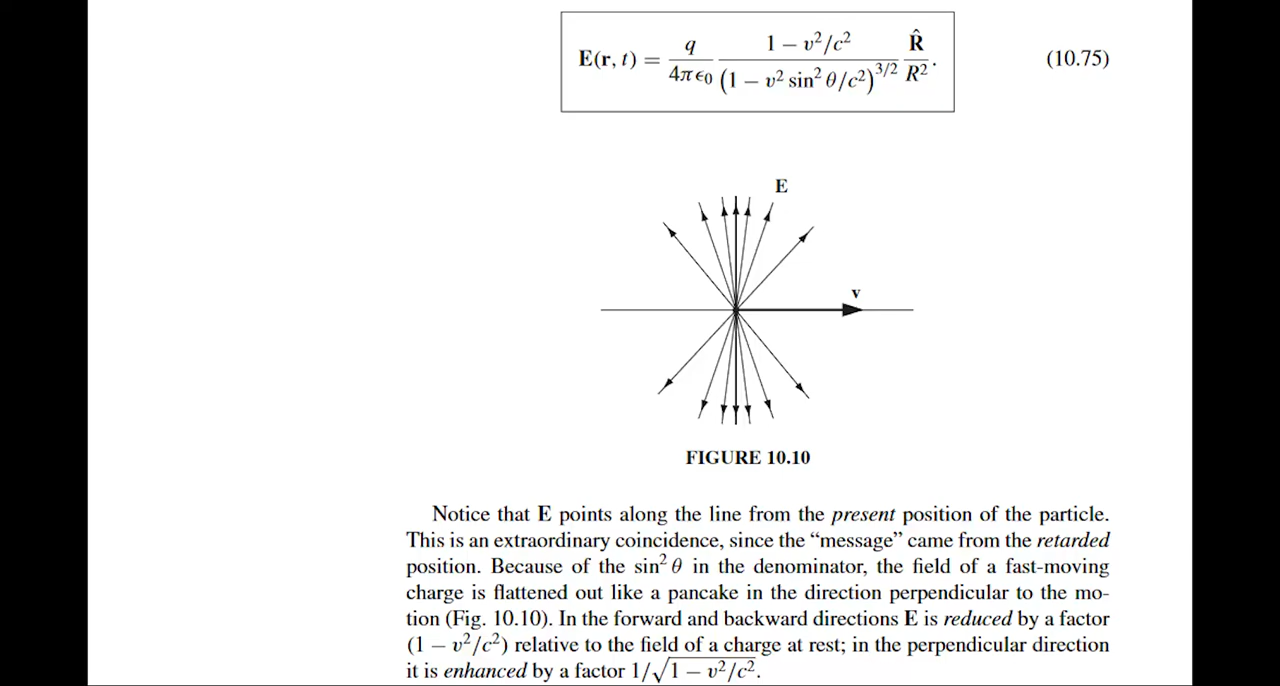 E(r, t) = q/4πϵ0 (1 − v²/c²)/(1 − v² sin² θ/c²)^3/2 R̂/R². (10.75)
E
v
FIGURE 10.10
Notice that E points along the line from the present position of the particle.
This is an extraordinary coincidence, since the “message” came from the retarded
position. Because of the sin² θ in the denominator, the field of a fast-moving
charge is flattened out like a pancake in the direction perpendicular to the mo-
tion (Fig. 10.10). In the forward and backward directions E is reduced by a factor
(1 − v²/c²) relative to the field of a charge at rest; in the perpendicular direction
it is enhanced by a factor 1/√(1 − v²/c²).